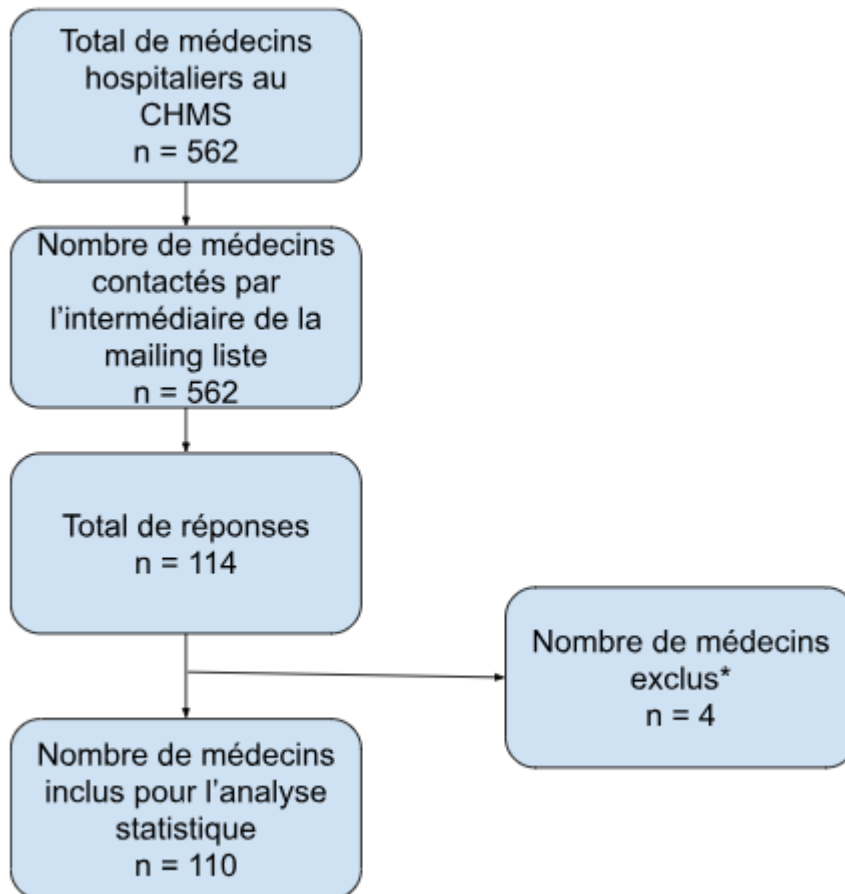 Total de médecins
hospitaliers au
CHMS
n = 562
Nombre de médecins
contactés par
l'intermédiaire de la
mailing liste
n = 562
Total de réponses
n = 114
Nombre de médecins
exclus*
n = 4
Nombre de médecins
inclus pour l'analyse
statistique
n = 110